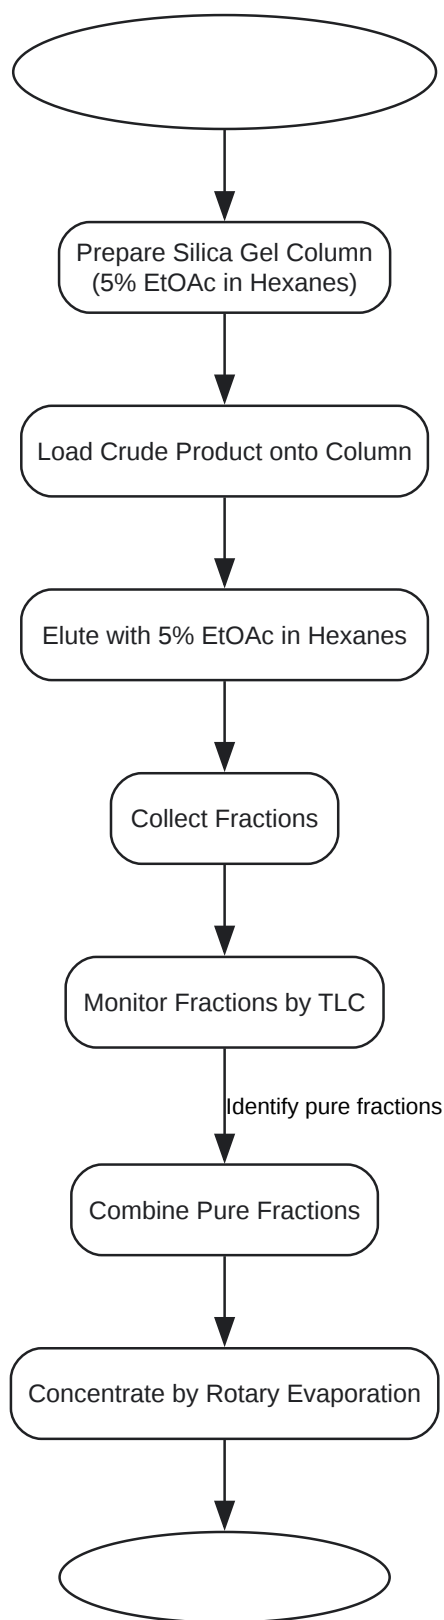 Prepare Silica Gel Column
(5% EtOAc in Hexanes)
Load Crude Product onto Column
Elute with 5% EtOAc in Hexanes
Collect Fractions
Monitor Fractions by TLC
Identify pure fractions
Combine Pure Fractions
Concentrate by Rotary Evaporation